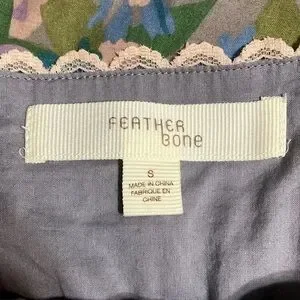 FEATHER
BONE
S
MADE IN CHINA
FABRIQUE EN
CHINE